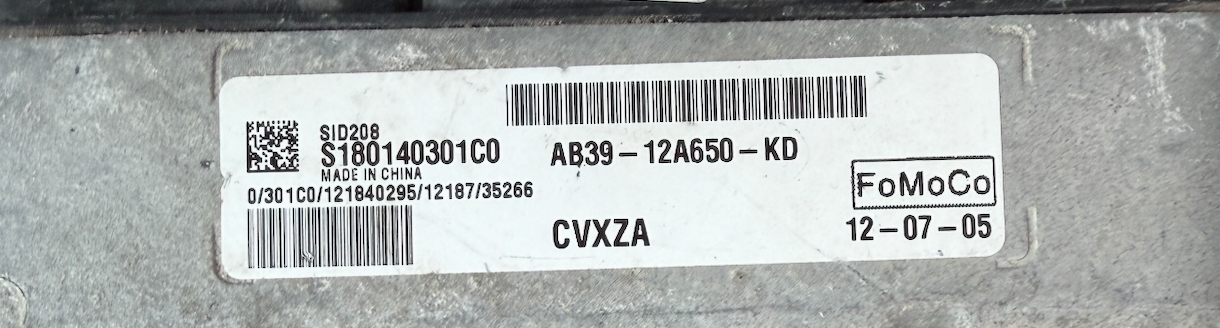 SID208
S180140301C0
MADE IN CHINA
0/301C0/121840295/12187/35266
AB39-12A650-KD
CVXZA
FoMoCo
12-07-05